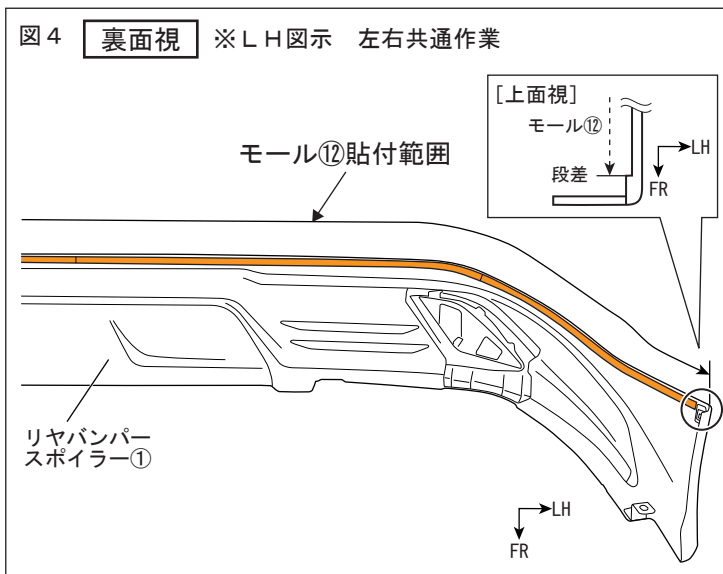 図4 裏面視 ※LH図示 左右共通作業
[上面視]
モール⑫
LH
段差
FR
モール⑫貼付範囲
リヤバンパー
スポイラー①
LH
FR